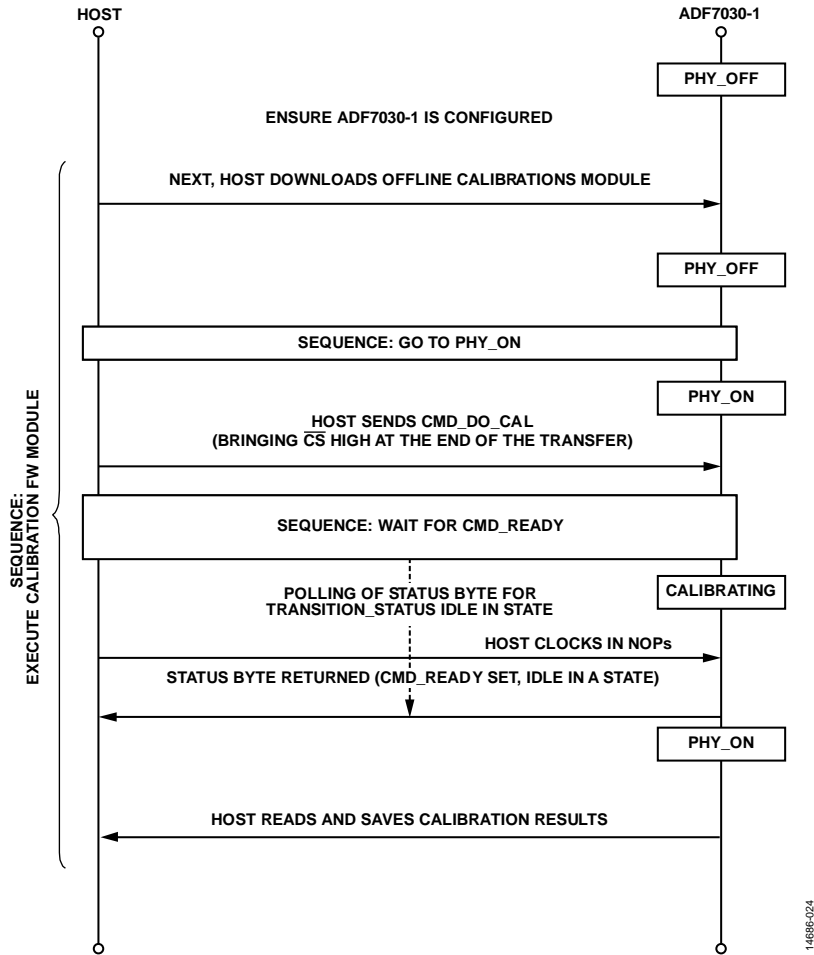 HOST
ADF7030-1
PHY_OFF
ENSURE ADF7030-1 IS CONFIGURED
SEQUENCE:
EXECUTE CALIBRATION FW MODULE
NEXT, HOST DOWNLOADS OFFLINE CALIBRATIONS MODULE
PHY_OFF
SEQUENCE: GO TO PHY_ON
PHY_ON
HOST SENDS CMD_DO_CAL
(BRINGING C̅S̅ HIGH AT THE END OF THE TRANSFER)
SEQUENCE: WAIT FOR CMD_READY
CALIBRATING
POLLING OF STATUS BYTE FOR
TRANSITION_STATUS IDLE IN STATE
HOST CLOCKS IN NOPs
STATUS BYTE RETURNED (CMD_READY SET, IDLE IN A STATE)
PHY_ON
HOST READS AND SAVES CALIBRATION RESULTS
14686-024